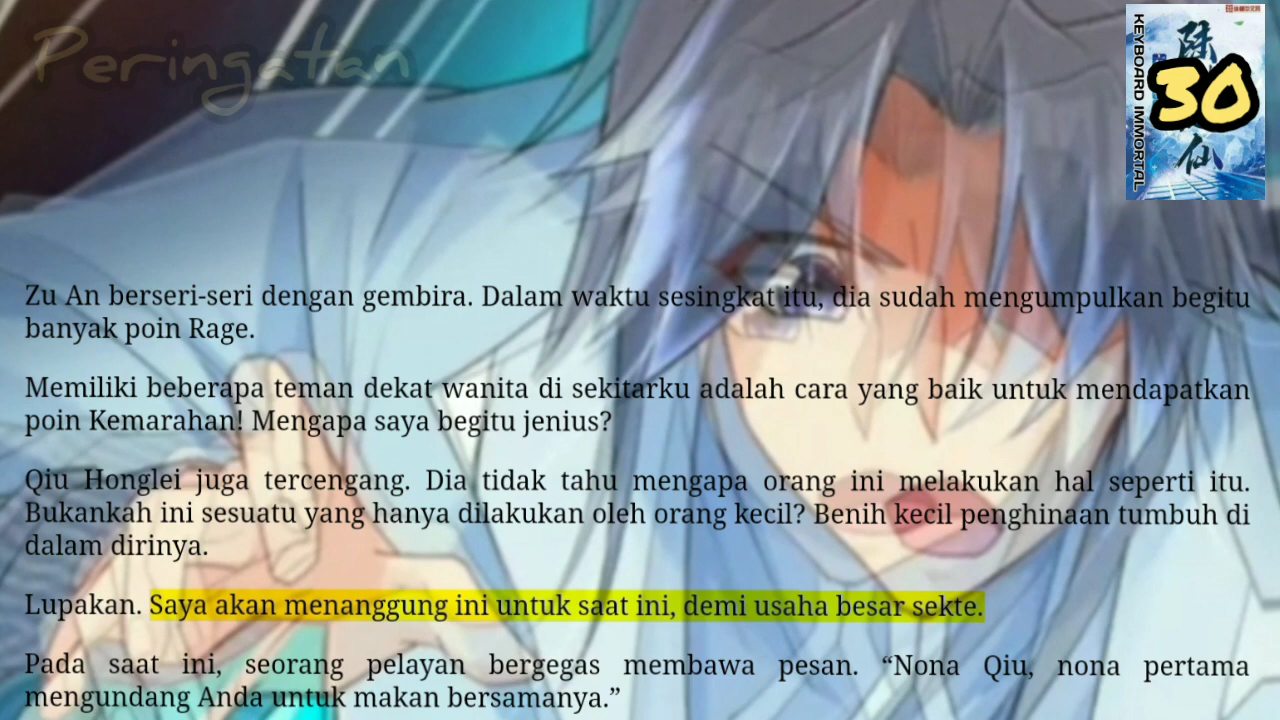 Peringatan
KEYBOARD IMMORTAL
30
仙
Zu An berseri-seri dengan gembira. Dalam waktu sesingkat itu, dia sudah mengumpulkan begitu
banyak poin Rage.
Memiliki beberapa teman dekat wanita di sekitarku adalah cara yang baik untuk mendapatkan
poin Kemarahan! Mengapa saya begitu jenius?
Qiu Honglei juga tercengang. Dia tidak tahu mengapa orang ini melakukan hal seperti itu.
Bukankah ini sesuatu yang hanya dilakukan oleh orang kecil? Benih kecil penghinaan tumbuh di
dalam dirinya.
Lupakan. Saya akan menanggung ini untuk saat ini, demi usaha besar sekte.
Pada saat ini, seorang pelayan bergegas membawa pesan. “Nona Qiu, nona pertama
mengundang Anda untuk makan bersamanya.”